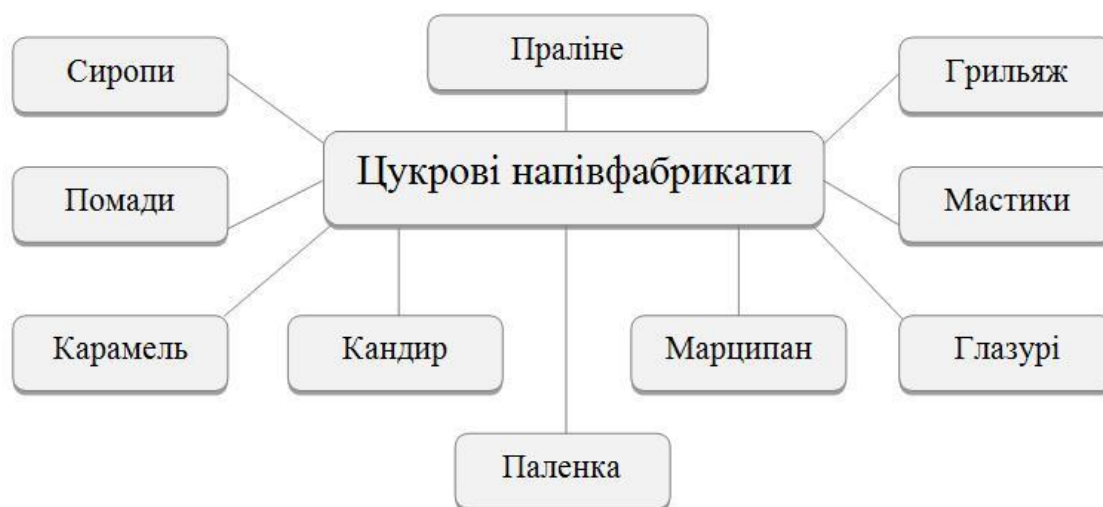 Праліне
Сиропи
Грильяж
Цукрові напівфабрикати
Помади
Мастики
Карамель
Кандир
Марципан
Глазурі
Паленка